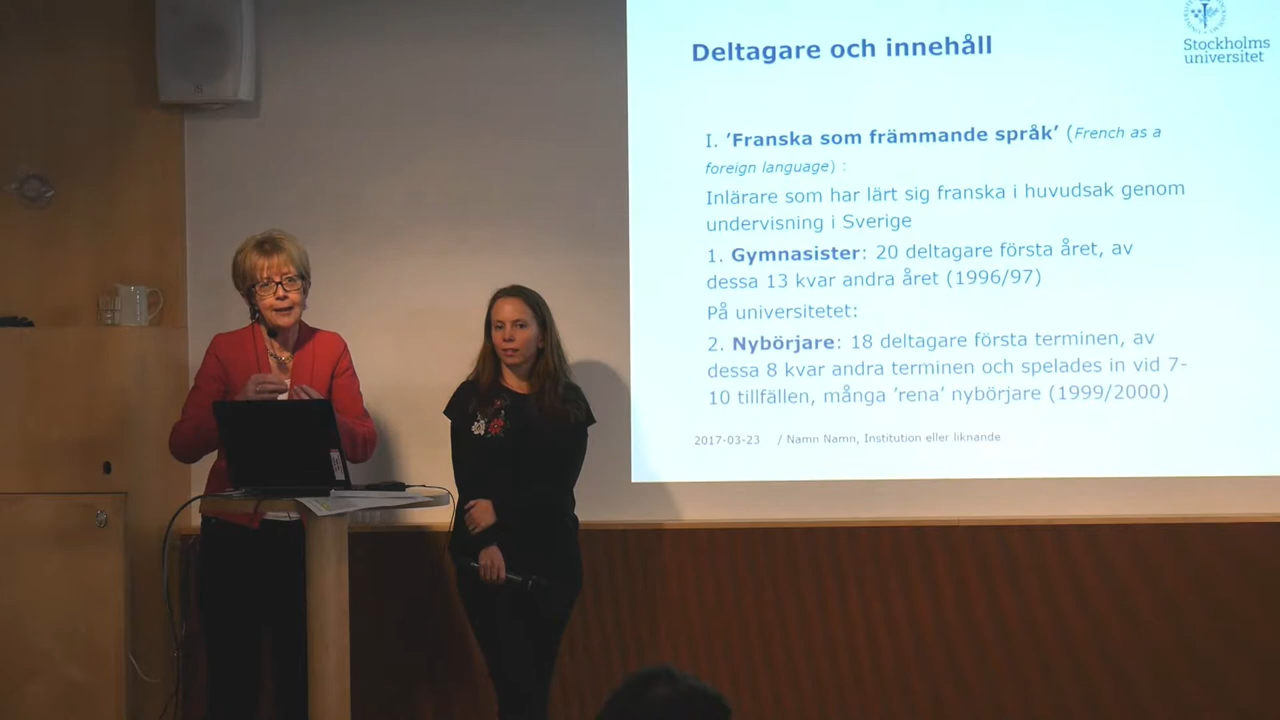 Deltagare och innehåll
Stockholms
universitet
I. ’Franska som främmande språk’ (French as a
foreign language) :
Inlärare som har lärt sig franska i huvudsak genom
undervisning i Sverige
1. Gymnasister: 20 deltagare första året, av
dessa 13 kvar andra året (1996/97)
På universitetet:
2. Nybörjare: 18 deltagare första terminen, av
dessa 8 kvar andra terminen och spelades in vid 7-
10 tillfällen, många ’rena’ nybörjare (1999/2000)
2017-03-23 / Namn Namn, Institution eller liknande